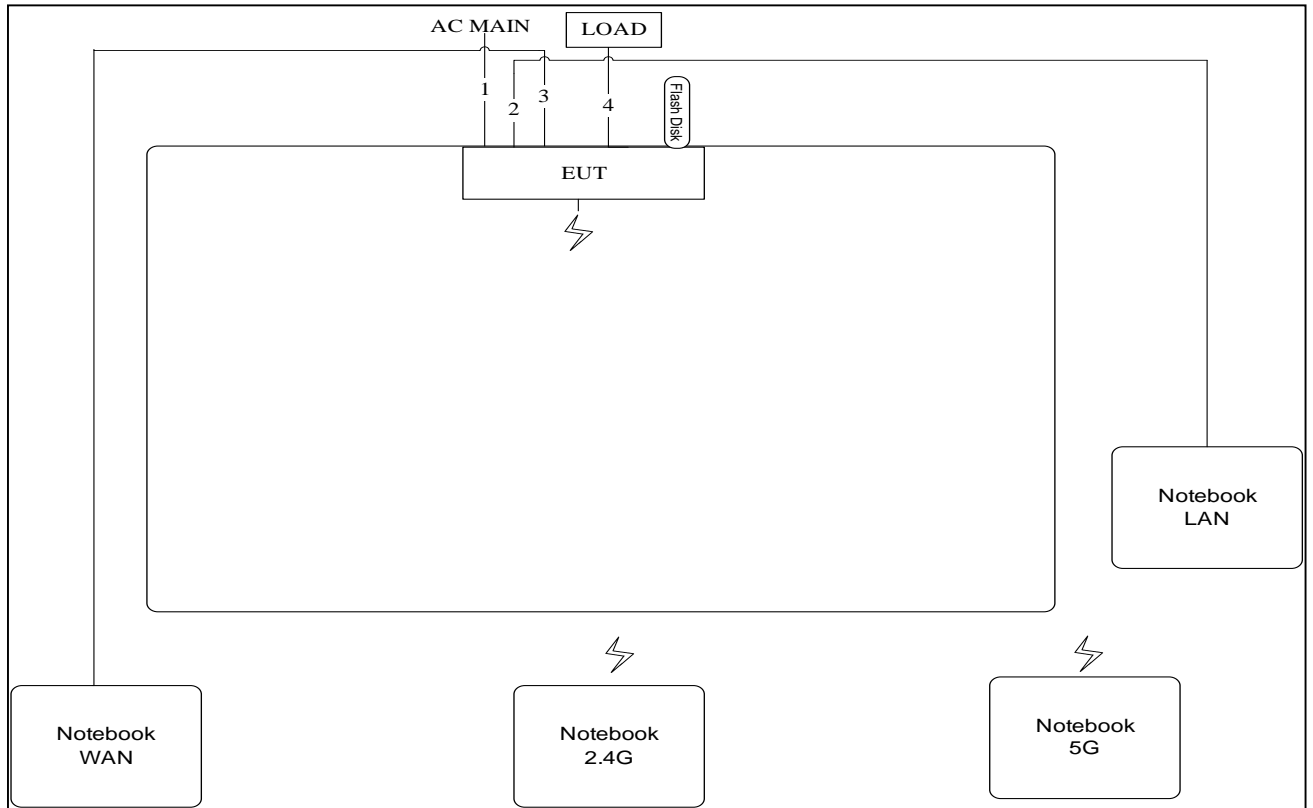 AC MAIN
LOAD
1
2
3
4
Flash Disk
EUT
Notebook
LAN
Notebook
WAN
Notebook
2.4G
Notebook
5G